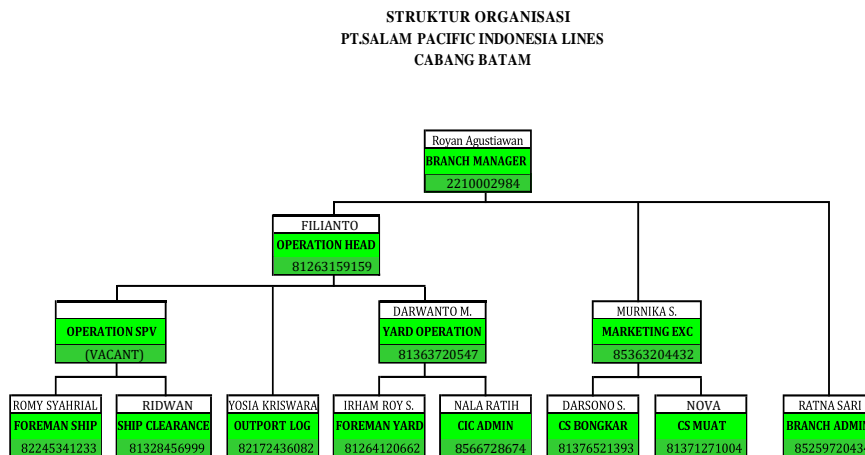 STRUKTUR ORGANISASI
PT.SALAM PACIFIC INDONESIA LINES
CABANG BATAM
Royan Agustiawan
BRANCH MANAGER
2210002984
FILIANTO
OPERATION HEAD
81263159159
OPERATION SPV
(VACANT)
DARWANTO M.
YARD OPERATION
81363720547
MURNIKA S.
MARKETING EXC
85363204432
ROMY SYAHRIAL
FOREMAN SHIP
82245341233
RIDWAN
SHIP CLEARANCE
81328456999
YOSIA KRISWARA
OUTPORT LOG
82172436082
IRHAM ROY S.
FOREMAN YARD
81264120662
NALA RATIH
CIC ADMIN
8566728674
DARSONO S.
CS BONGKAR
81376521393
NOVA
CS MUAT
81371271004
RATNA SARI
BRANCH ADMI